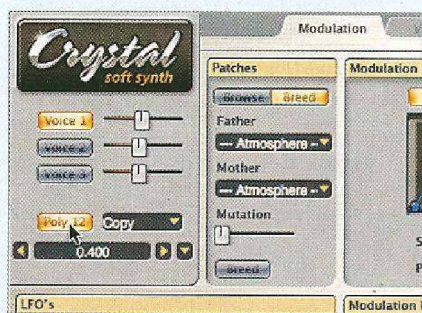 Crystal
soft synth
Modulation
Patches
Modulation
Browse
Breed
Father
--- Atmosphere --
Mother
--- Atmosphere --
Mutation
Breed
Voice 1
Voice 2
Voice 3
Poly 12
Copy
0.400
LFO's
Modulation